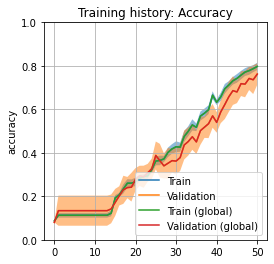 Training history: Accuracy
1.0
0.8
0.6
0.4
0.2
0.0
accuracy
Train
Validation
Train (global)
Validation (global)
0 10 20 30 40 50